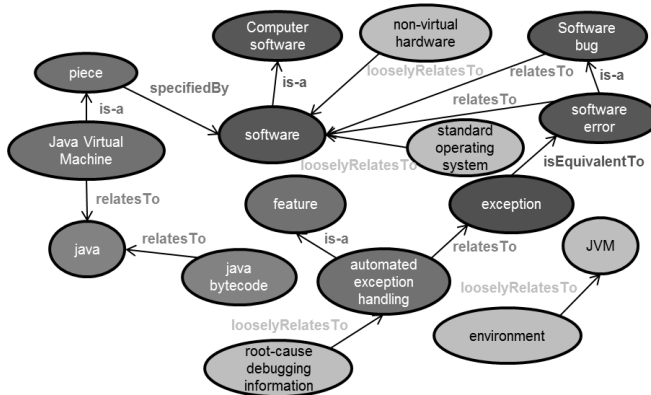 Computer
software
non-virtual
hardware
Software
bug
piece
specifiedBy
looselyRelatesTo
relatesTo
is-a
is-a
relatesTo
is-a
Java Virtual
Machine
software
standard
operating
system
software
error
looselyRelatesTo
isEquivalentTo
relatesTo
feature
exception
is-a
relatesTo
java
relatesTo
JVM
java
bytecode
automated
exception
handling
looselyRelatesTo
looselyRelatesTo
root-cause
debugging
information
environment